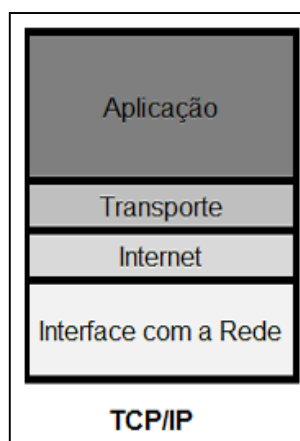 Aplicação
Transporte
Internet
Interface com a Rede
TCP/IP